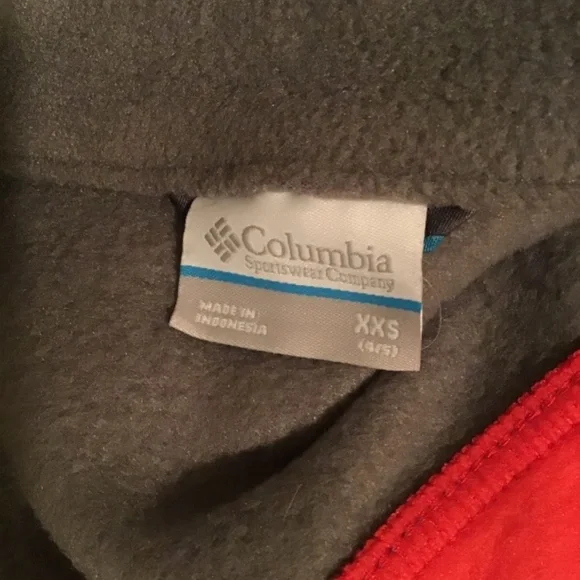 Columbia
Sportswear Company
MADE IN
INDONESIA
XXS
(4/5)